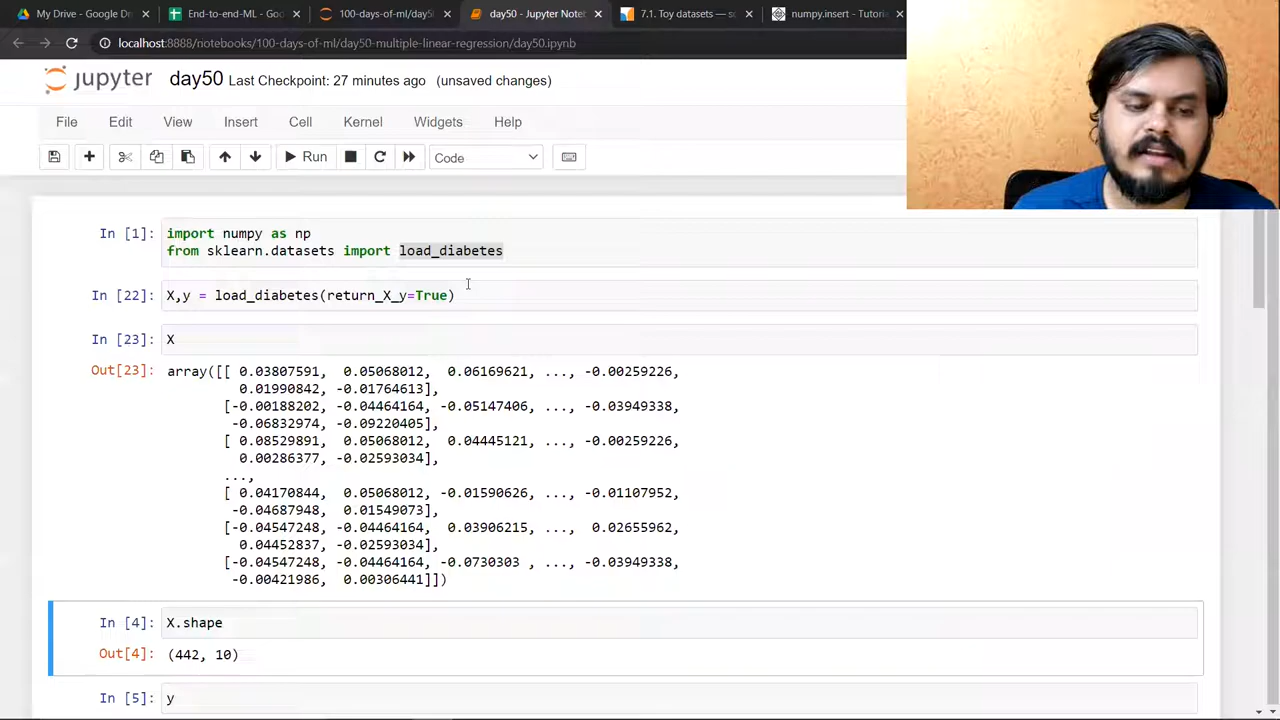 My Drive - Google D
End-to-end-ML - Go
100-days-of-ml/day5
day50 - Jupyter Not
7.1. Toy datasets — s
numpy.insert - Tutorie
localhost:8888/notebooks/100-days-of-ml/day50-multiple-linear-regression/day50.ipynb
jupyter day50 Last Checkpoint: 27 minutes ago (unsaved changes)
File Edit View Insert Cell Kernel Widgets Help
Run Code
In [1]: import numpy as np
from sklearn.datasets import load_diabetes
In [22]: X,y = load_diabetes(return_X_y=True)
In [23]: X
Out[23]: array([[ 0.03807591, 0.05068012, 0.06169621, ..., -0.00259226,
0.01990842, -0.01764613],
[-0.00188202, -0.04464164, -0.05147406, ..., -0.03949338,
-0.06832974, -0.09220405],
[ 0.08529891, 0.05068012, 0.04445121, ..., -0.00259226,
0.00286377, -0.02593034],
...,
[ 0.04170844, 0.05068012, -0.01590626, ..., -0.01107952,
-0.04687948, 0.01549073],
[-0.04547248, -0.04464164, 0.03906215, ..., 0.02655962,
0.04452837, -0.02593034],
[-0.04547248, -0.04464164, -0.0730303 , ..., -0.03949338,
-0.00421986, 0.00306441]])
In [4]: X.shape
Out[4]: (442, 10)
In [5]: y